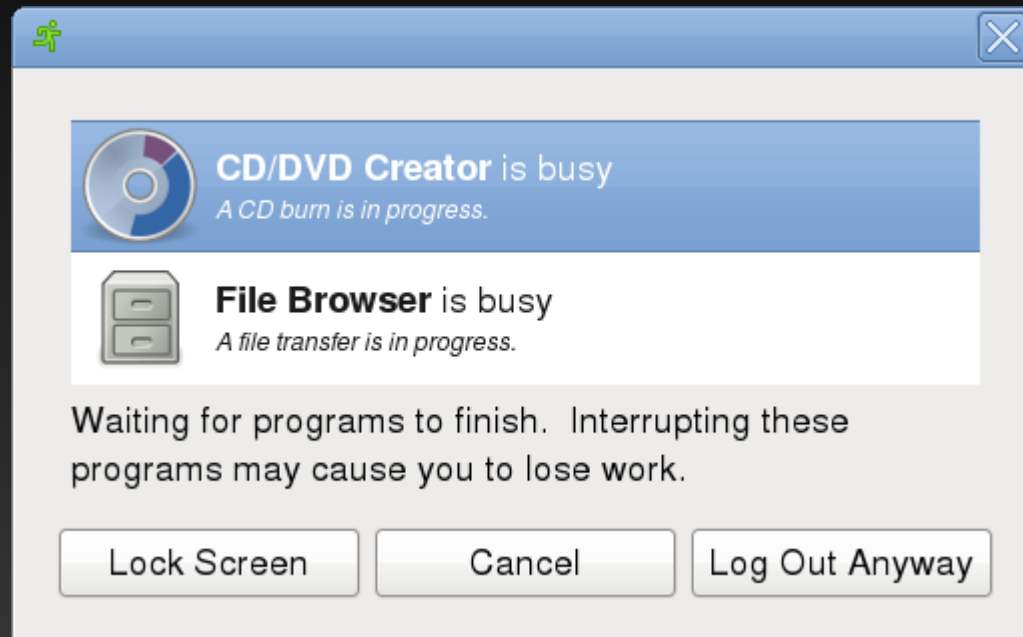 CD/DVD Creator is busy
A CD burn is in progress.
File Browser is busy
A file transfer is in progress.
Waiting for programs to finish.  Interrupting these
programs may cause you to lose work.
Lock Screen
Cancel
Log Out Anyway